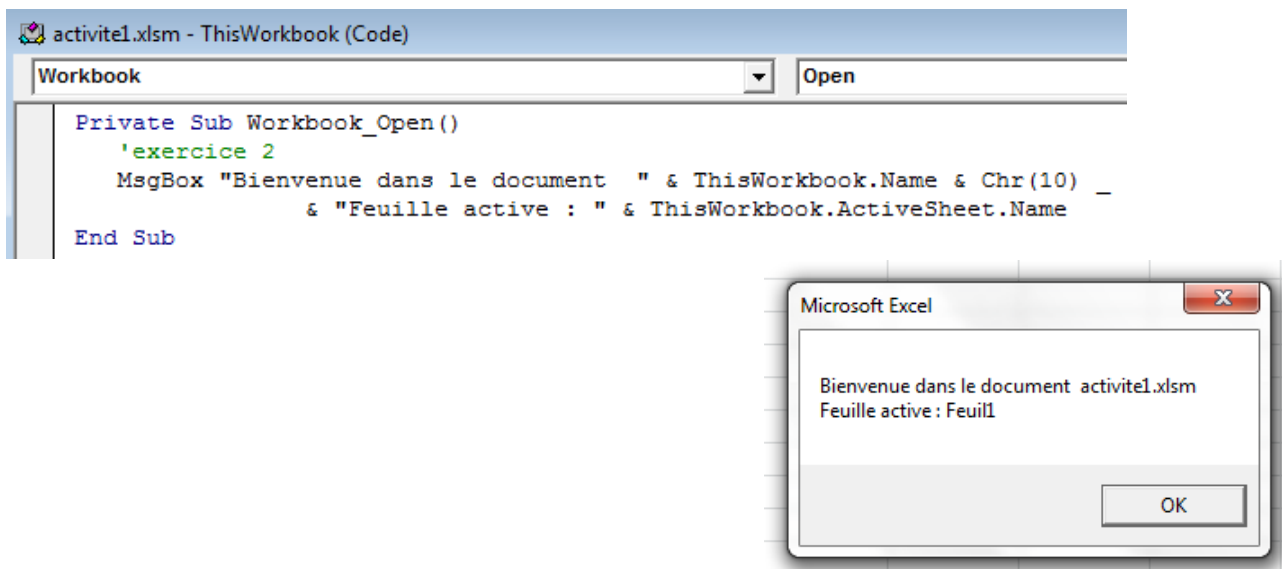 activite1.xlsm - ThisWorkbook (Code)
Workbook Open
Private Sub Workbook_Open()
'exercice 2
MsgBox "Bienvenue dans le document  " & ThisWorkbook.Name & Chr(10) _
& "Feuille active : " & ThisWorkbook.ActiveSheet.Name
End Sub
Microsoft Excel
Bienvenue dans le document  activite1.xlsm
Feuille active : Feuil1
OK